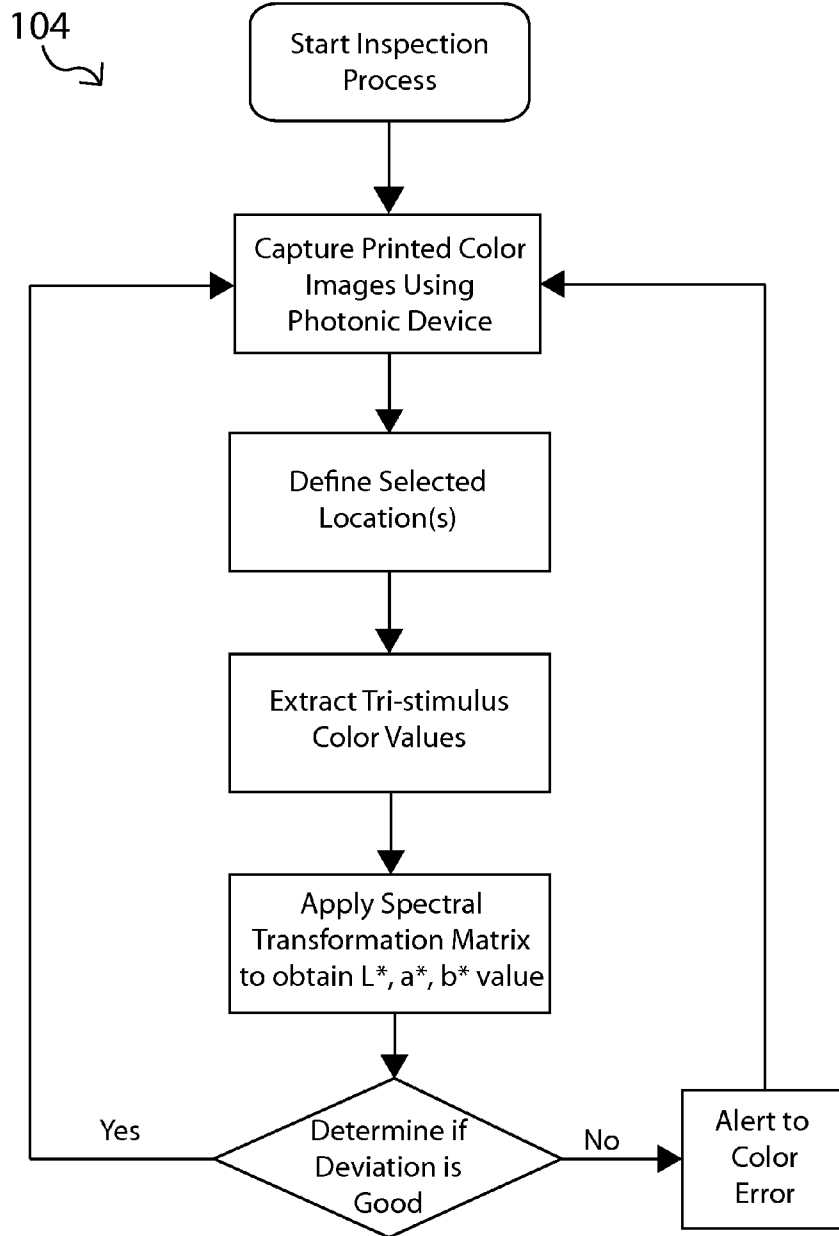 104
Start Inspection
Process
Capture Printed Color
Images Using
Photonic Device
Define Selected
Location(s)
Extract Tri-stimulus
Color Values
Apply Spectral
Transformation Matrix
to obtain L*, a*, b* value
Yes
Determine if
Deviation is
Good
No
Alert to
Color
Error